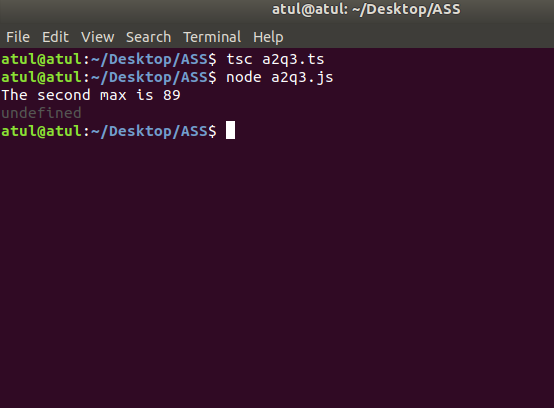 atul@atul: ~/Desktop/ASS
File Edit View Search Terminal Help
atul@atul:~/Desktop/ASS$ tsc a2q3.ts
atul@atul:~/Desktop/ASS$ node a2q3.js
The second max is 89
undefined
atul@atul:~/Desktop/ASS$